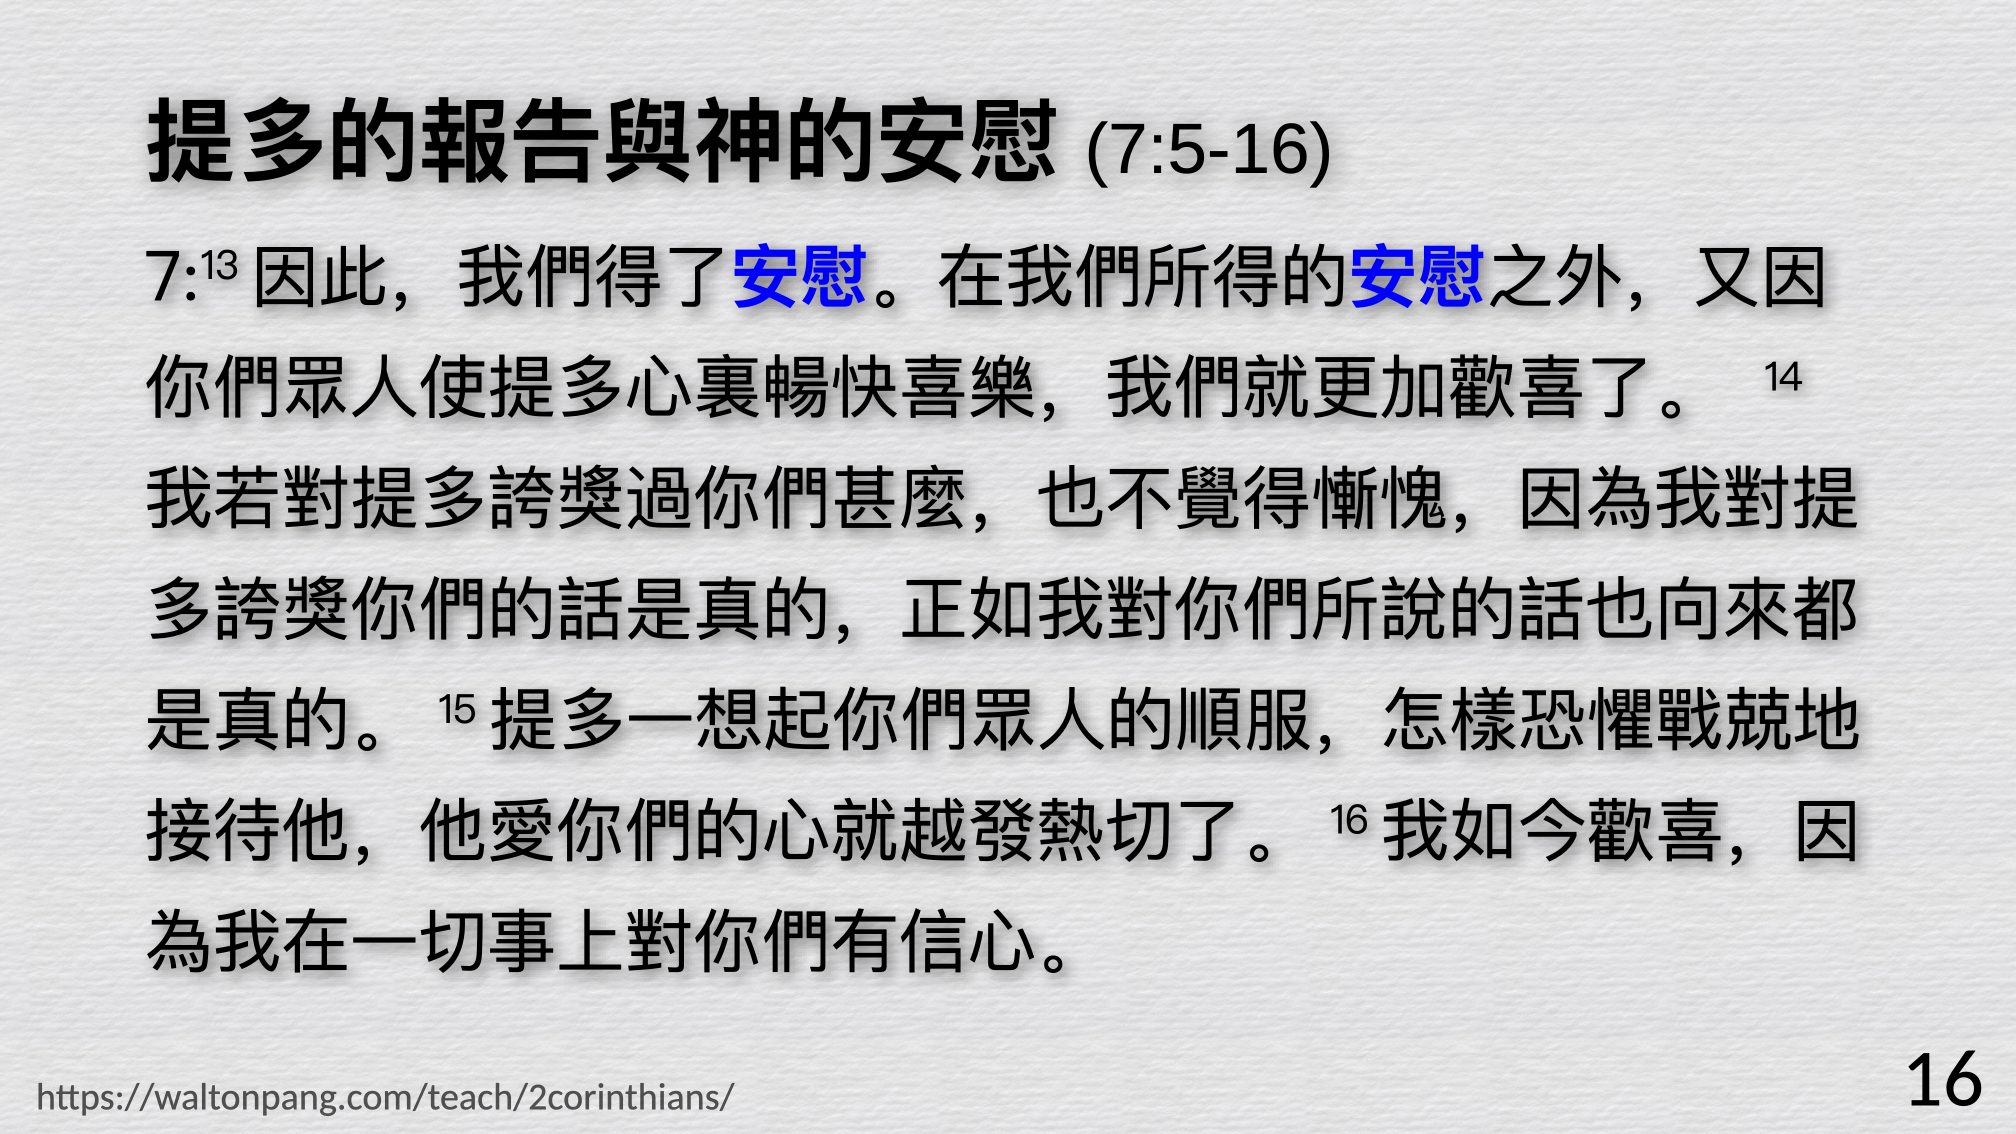 提多的報告與神的安慰 (7:5-16)
7:13 因此，我們得了安慰。在我們所得的安慰之外，又因
你們眾人使提多心裏暢快喜樂，我們就更加歡喜了。 14
我若對提多誇獎過你們甚麼，也不覺得慚愧，因為我對提
多誇獎你們的話是真的，正如我對你們所說的話也向來都
是真的。 15 提多一想起你們眾人的順服，怎樣恐懼戰兢地
接待他，他愛你們的心就越發熱切了。 16 我如今歡喜，因
為我在一切事上對你們有信心。
https://waltonpang.com/teach/2corinthians/
16